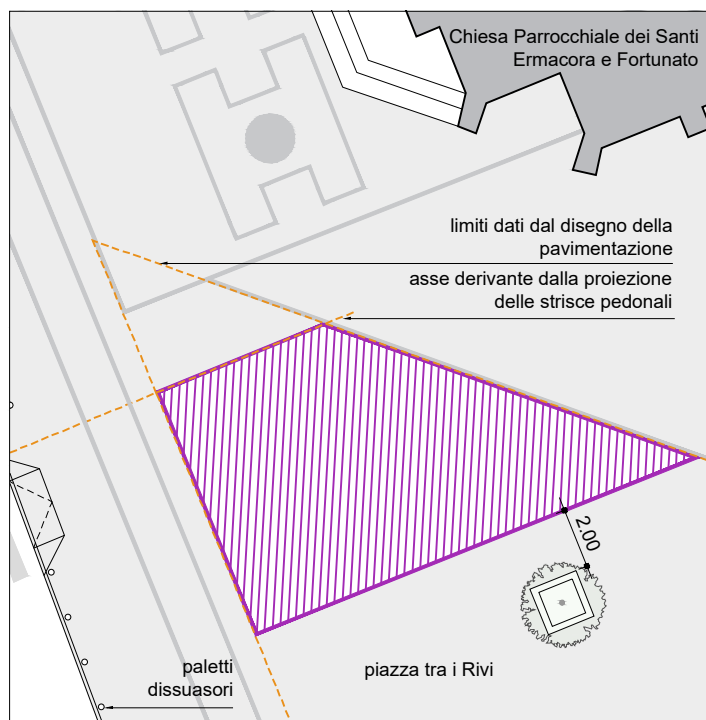 Chiesa Parrocchiale dei Santi
Ermacora e Fortunato
limiti dati dal disegno della
pavimentazione
asse derivante dalla proiezione
delle strisce pedonali
2.00
paletti
dissuasori
piazza tra i Rivi